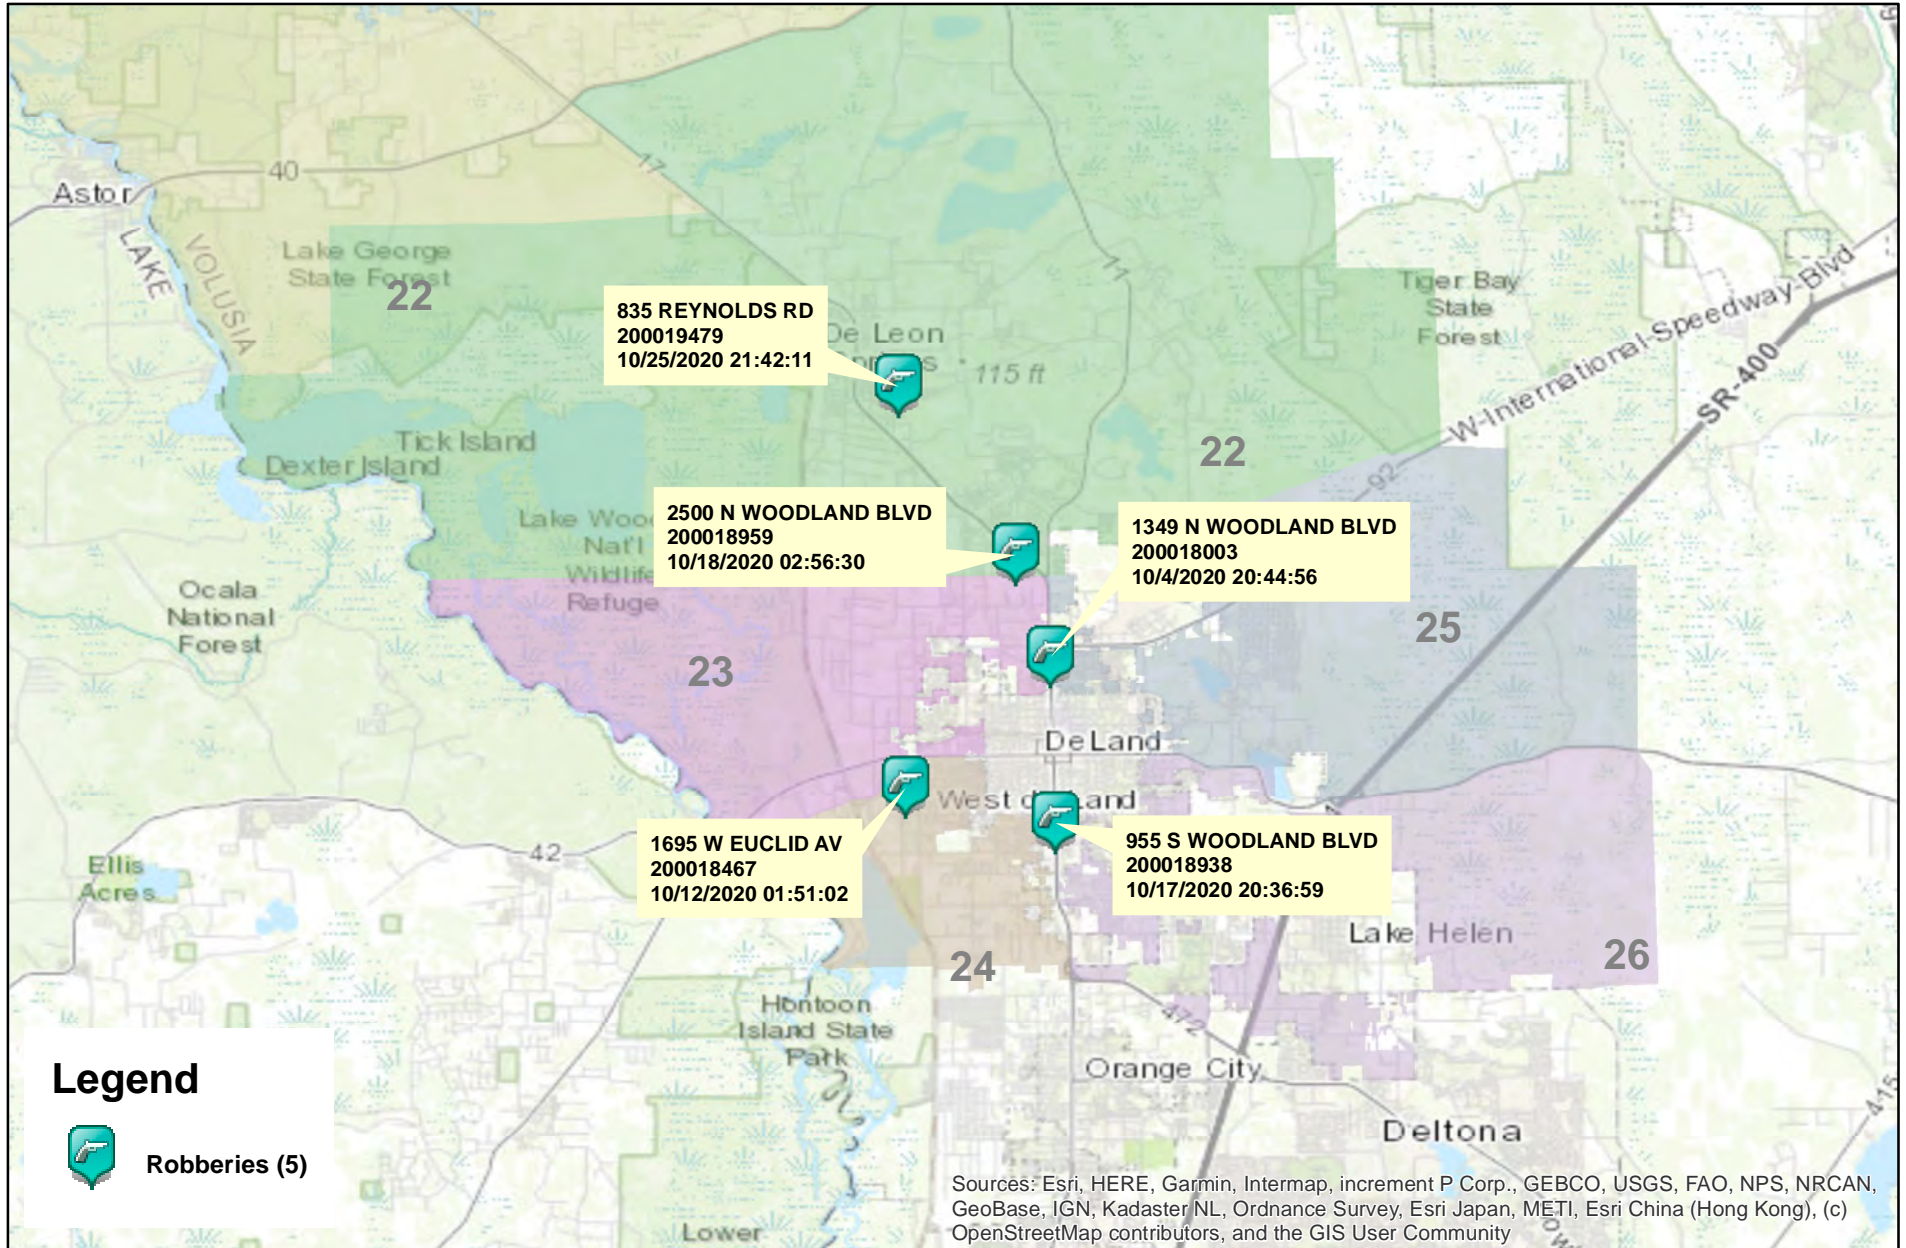 40
17
Astor
LAKE
VOLUSIA
Lake George
State Forest
22
11
Tiger Bay
State
Forest
W-International-Speedway-Blvd
SR-400
835 REYNOLDS RD
200019479
10/25/2020 21:42:11
De Leon
115 ft
Tick Island
Dexter Island
22
92
2500 N WOODLAND BLVD
200018959
10/18/2020 02:56:30
1349 N WOODLAND BLVD
200018003
10/4/2020 20:44:56
Lake
Nat'l
Wildlife
Refuge
Ocala
National
Forest
23
25
DeLand
West
1695 W EUCLID AV
200018467
10/12/2020 01:51:02
955 S WOODLAND BLVD
200018938
10/17/2020 20:36:59
42
Ellis
Acres
Lake Helen
26
24
Hontoon
Island State
Park
472
Orange City
Deltona
415
Lower
Legend
Robberies (5)
Sources: Esri, HERE, Garmin, Intermap, increment P Corp., GEBCO, USGS, FAO, NPS, NRCAN,
GeoBase, IGN, Kadaster NL, Ordnance Survey, Esri Japan, METI, Esri China (Hong Kong), (c)
OpenStreetMap contributors, and the GIS User Community